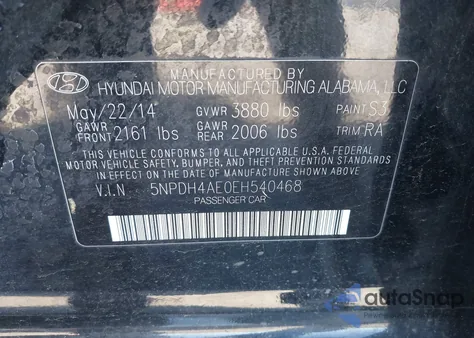 MANUFACTURED BY
HYUNDAI MOTOR MANUFACTURING ALABAMA, LLC
May/22/14 GVWR 3880 lbs PAINT S3
GAWR FRONT 2161 lbs GAWR REAR 2006 lbs TRIM RA
THIS VEHICLE CONFORMS TO ALL APPLICABLE U.S.A. FEDERAL
MOTOR VEHICLE SAFETY, BUMPER, AND THEFT PREVENTION
STANDARDS IN EFFECT ON THE DATE OF MANUFACTURE SHOWN ABOVE.
V.I.N 5NPDH4AE0EH540468
PASSENGER CAR
autoSnap